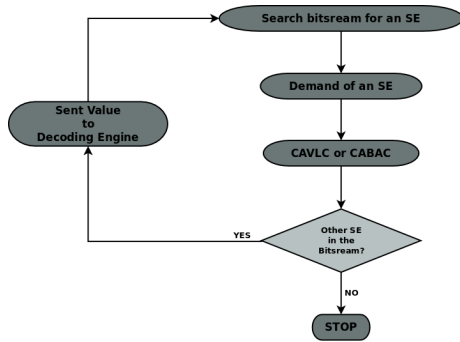 Search bitsream for an SE
Demand of an SE
Sent Value
to
Decoding Engine
CAVLC or CABAC
Other SE
in the
Bitsream?
YES
NO
STOP